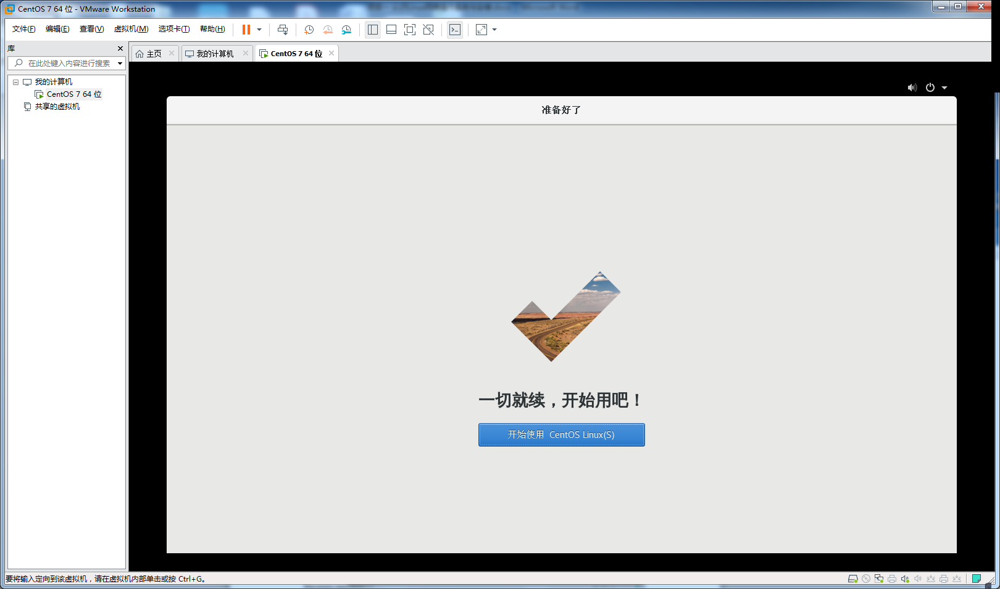 CentOS 7 64 位 - VMware Workstation
文件(F) 编辑(E) 查看(V) 虚拟机(M) 选项卡(T) 帮助(H)
库
主页
我的计算机
CentOS 7 64 位
在此处键入内容进行搜索
我的计算机
CentOS 7 64 位
共享的虚拟机
准备好了
一切就续，开始用吧！
开始使用 CentOS Linux(S)
要将输入定向到该虚拟机，请在虚拟机内部单击或按 Ctrl+G。